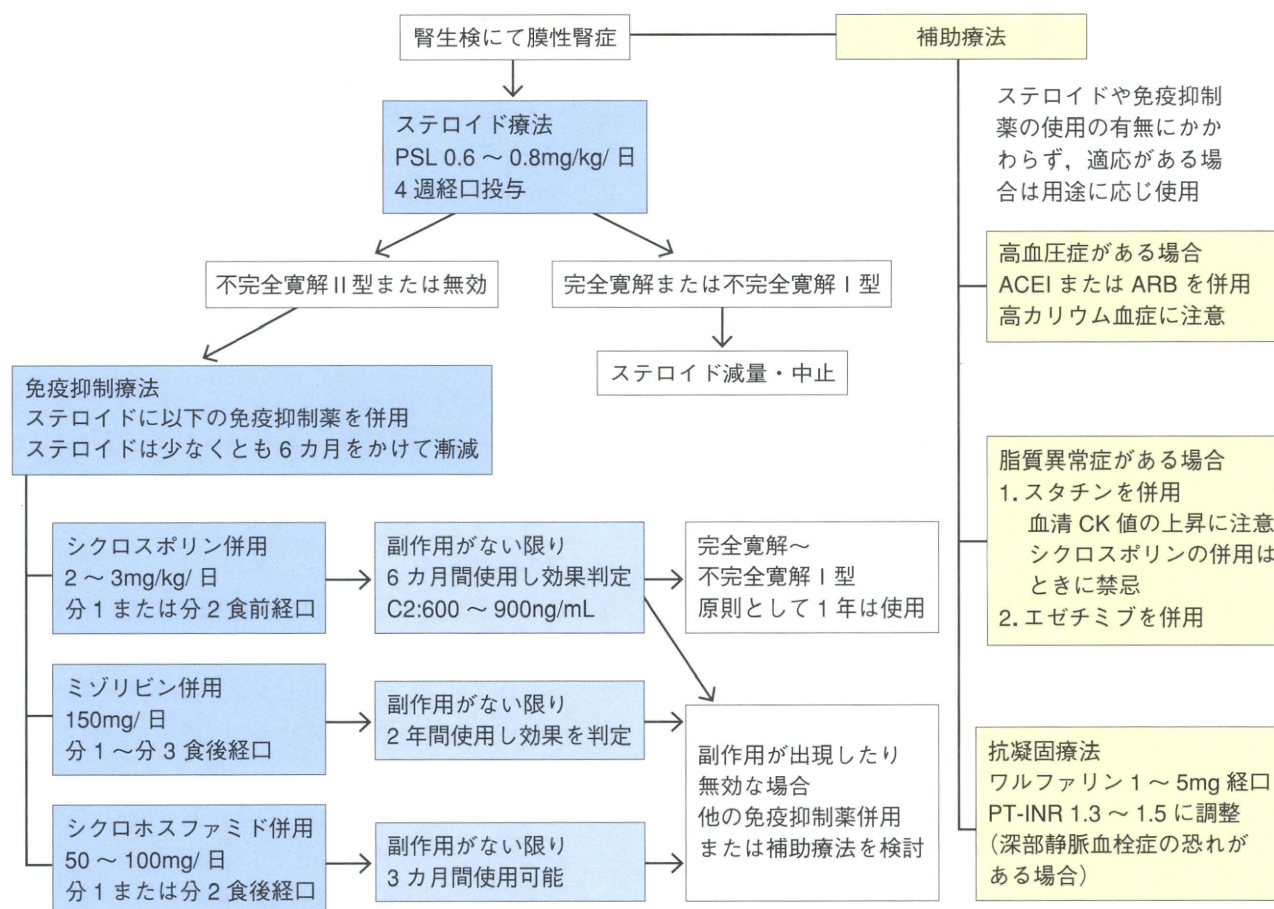 腎生検にて膜性腎症
補助療法
ステロイドや免疫抑制
薬の使用の有無にかか
わらず，適応がある場
合は用途に応じ使用
ステロイド療法
PSL 0.6 ～ 0.8mg/kg/ 日
4 週経口投与
不完全寛解 II 型または無効
完全寛解または不完全寛解 I 型
ステロイド減量・中止
高血圧症がある場合
ACEI または ARB を併用
高カリウム血症に注意
免疫抑制療法
ステロイドに以下の免疫抑制薬を併用
ステロイドは少なくとも 6 カ月をかけて漸減
脂質異常症がある場合
1. スタチンを併用
血清 CK 値の上昇に注意
シクロスポリンの併用は
ときに禁忌
2. エゼチミブを併用
シクロスポリン併用
2 ～ 3mg/kg/ 日
分 1 または分 2 食前経口
副作用がない限り
6 カ月間使用し効果判定
C2:600 ～ 900ng/mL
完全寛解～
不完全寛解 I 型
原則として 1 年は使用
ミゾリビン併用
150mg/ 日
分 1 ～分 3 食後経口
副作用がない限り
2 年間使用し効果を判定
副作用が出現したり
無効な場合
他の免疫抑制薬併用
または補助療法を検討
シクロホスファミド併用
50 ～ 100mg/ 日
分 1 または分 2 食後経口
副作用がない限り
3 カ月間使用可能
抗凝固療法
ワルファリン 1 ～ 5mg 経口
PT-INR 1.3 ～ 1.5 に調整
（深部静脈血栓症の恐れが
ある場合）